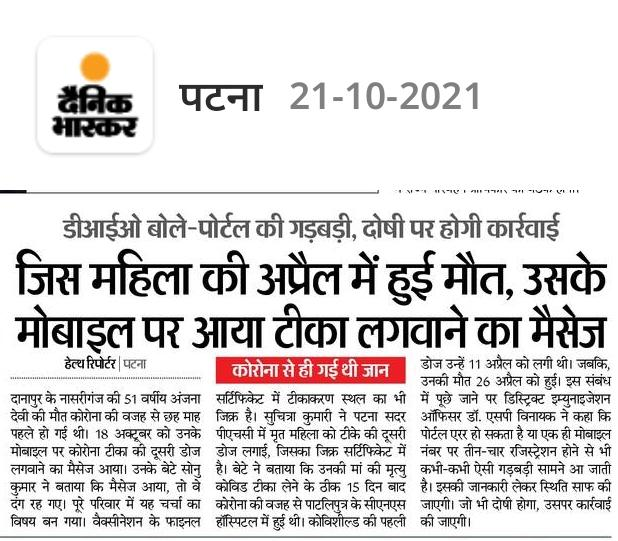 दैनिक
भास्कर
पटना 21-10-2021
डीआईओ बोले-पोर्टल की गड़बड़ी, दोषी पर होगी कार्रवाई
जिस महिला की अप्रैल में हुई मौत, उसके
मोबाइल पर आया टीका लगवाने का मैसेज
हेल्थ रिपोर्टर | पटना
दानापुर के नासरीगंज की 51 वर्षीय अंजना
देवी की मौत कोरोना की वजह से छह माह
पहले हो गई थी। 18 अक्टूबर को उनके
मोबाइल पर कोरोना टीका की दूसरी डोज
लगवाने का मैसेज आया। उनके बेटे सोनु
कुमार ने बताया कि मैसेज आया, तो वे
दंग रह गए। पूरे परिवार में यह चर्चा का
विषय बन गया। वैक्सीनेशन के फाइनल
कोरोना से ही गई थी जान
सर्टिफिकेट में टीकाकरण स्थल का भी
जिक्र है। सुचित्रा कुमारी ने पटना सदर
पीएचसी में मृत महिला को टीके की दूसरी
डोज लगाई, जिसका जिक्र सर्टिफिकेट में
है। बेटे ने बताया कि उनकी मां की मृत्यु
कोविड टीका लेने के ठीक 15 दिन बाद
कोरोना की वजह से पाटलिपुत्र के सीएनएस
हॉस्पिटल में हुई थी। कोविशील्ड की पहली
डोज उन्हें 11 अप्रैल को लगी थी। जबकि,
उनकी मौत 26 अप्रैल को हुई। इस संबंध
में पूछे जाने पर डिस्ट्रिक्ट इम्युनाइजेशन
ऑफिसर डॉ. एसपी विनायक ने कहा कि
पोर्टल एरर हो सकता है या एक ही मोबाइल
नंबर पर तीन-चार रजिस्ट्रेशन होने से भी
कभी-कभी ऐसी गड़बड़ी सामने आ जाती
है। इसकी जानकारी लेकर स्थिति साफ की
जाएगी। जो भी दोषी होगा, उसपर कार्रवाई
की जाएगी।